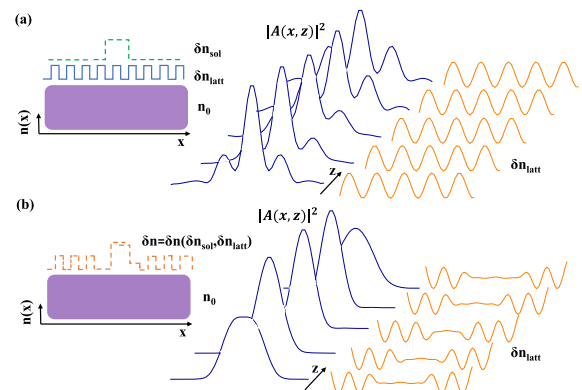 (a)
|A(x, z)|²
δn_sol
δn_latt
n_0
n(x)
x
z
δn_latt
(b)
|A(x, z)|²
δn=δn(δn_sol,δn_latt)
n_0
n(x)
x
z
δn_latt